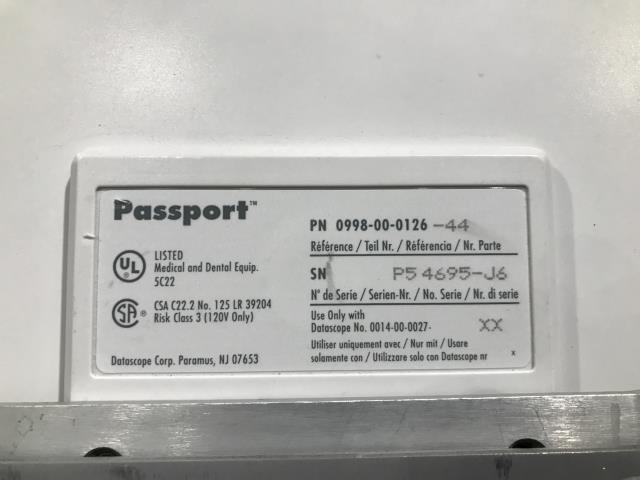 Passport™
UL LISTED
Medical and Dental Equip.
5C22
SA® CSA C22.2 No. 125 LR 39204
Risk Class 3 (120V Only)
Datascope Corp. Paramus, NJ 07653
PN 0998-00-0126 -44
Référence / Teil Nr. / Referéncia / Nr. Parte
SN P5 4695-J6
N° de Serie / Serien-Nr. / No. Serie / Nr. di serie
Use Only with
Datascope No. 0014-00-0027- XX
Utiliser uniquement avec / Nur mit / Usare
solamente con / Utilizzare solo con Datascope nr x